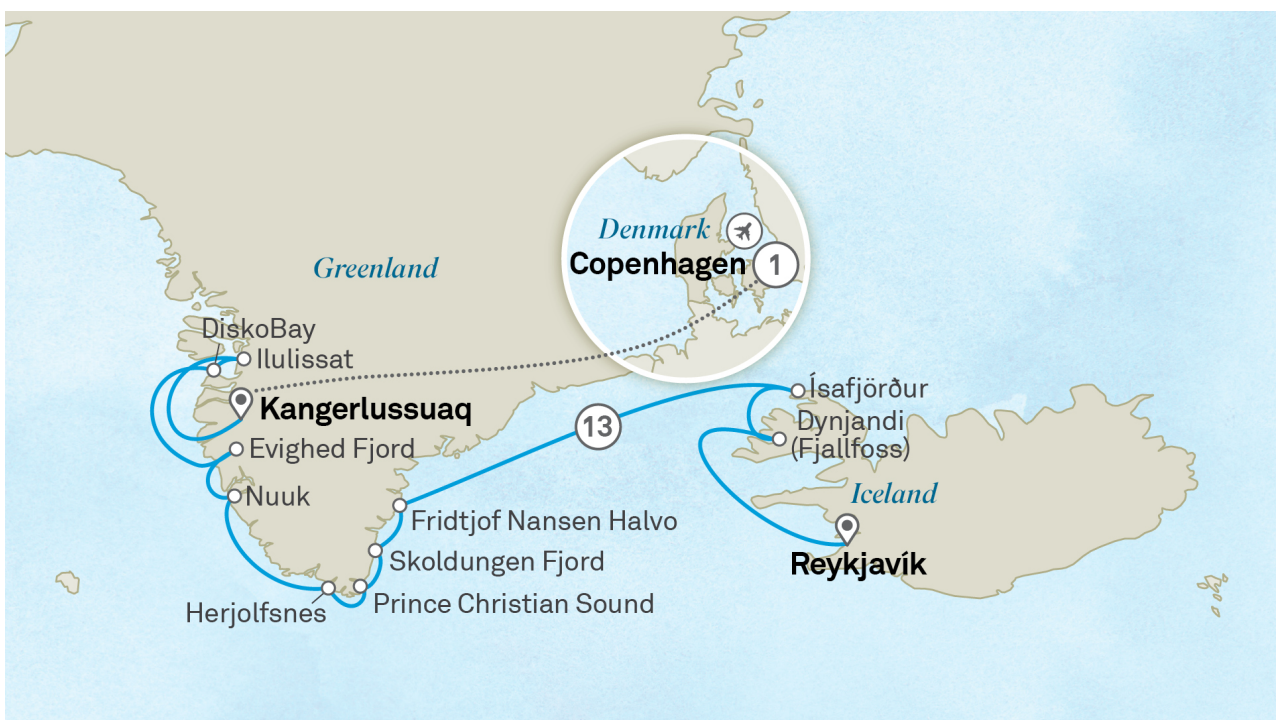 Denmark
Copenhagen
1
Greenland
DiskoBay
Ilulissat
Kangerlussuaq
Evighed Fjord
Nuuk
13
Ísafjörður
Dynjandi
(Fjallfoss)
Iceland
Reykjavík
Fridtjof Nansen Halvo
Skoldungen Fjord
Prince Christian Sound
Herjolfsnes